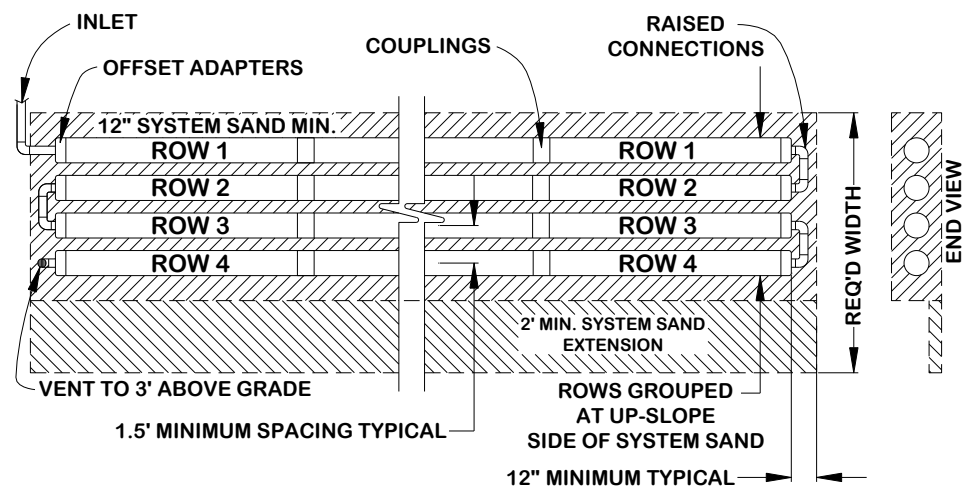 INLET
OFFSET ADAPTERS
COUPLINGS
RAISED
CONNECTIONS
12" SYSTEM SAND MIN.
ROW 1
ROW 1
ROW 2
ROW 2
ROW 3
ROW 3
ROW 4
ROW 4
REQ'D WIDTH
END VIEW
2' MIN. SYSTEM SAND
EXTENSION
VENT TO 3' ABOVE GRADE
1.5' MINIMUM SPACING TYPICAL
ROWS GROUPED
AT UP-SLOPE
SIDE OF SYSTEM SAND
12" MINIMUM TYPICAL